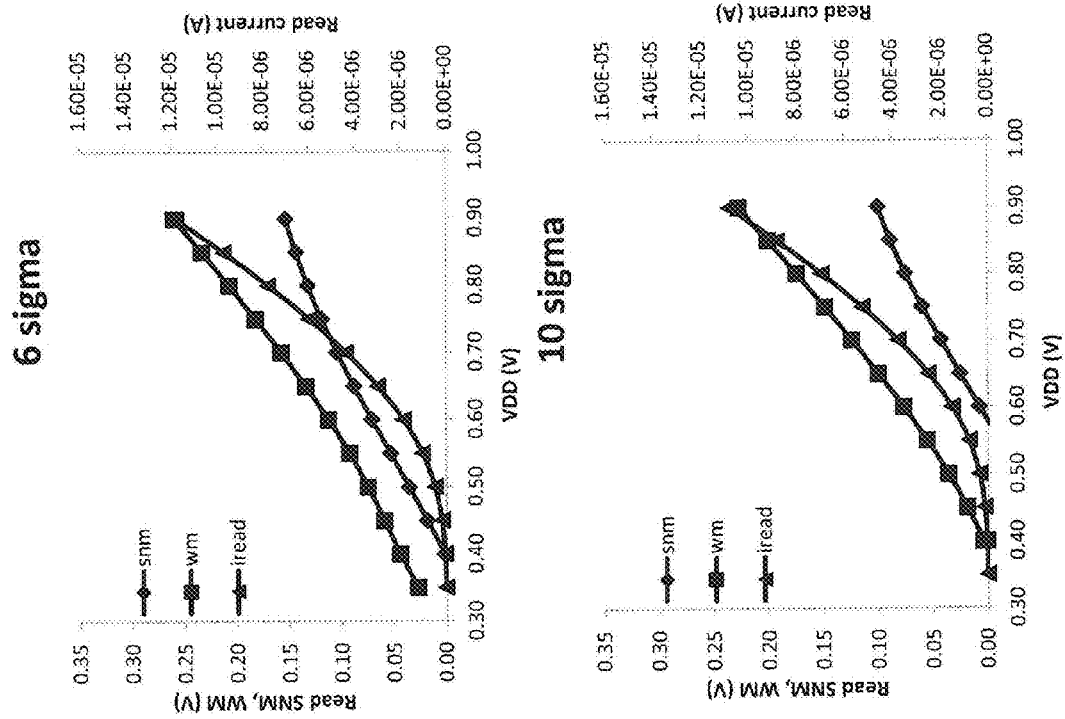 6 sigma
Read SNM, WM (V)
0.35
0.30
0.25
0.20
0.15
0.10
0.05
0.00
snm
wm
iread
0.30
0.40
0.50
0.60
0.70
0.80
0.90
1.00
VDD (V)
1.60E-05
1.40E-05
1.20E-05
1.00E-05
8.00E-06
6.00E-06
4.00E-06
2.00E-06
0.00E+00
Read current (A)
10 sigma
Read SNM, WM (V)
0.35
0.30
0.25
0.20
0.15
0.10
0.05
0.00
snm
wm
iread
0.30
0.40
0.50
0.60
0.70
0.80
0.90
1.00
VDD (V)
1.60E-05
1.40E-05
1.20E-05
1.00E-05
8.00E-06
6.00E-06
4.00E-06
2.00E-06
0.00E+00
Read current (A)